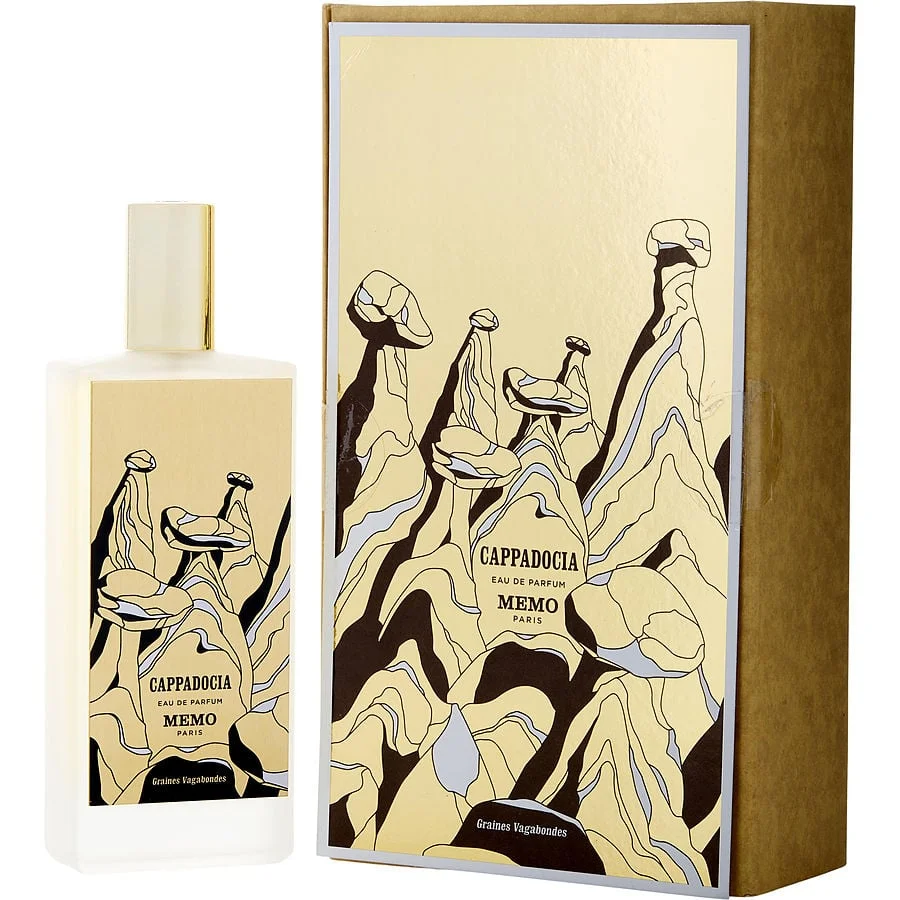 CAPPADOCIA
EAU DE PARFUM
MEMO
PARIS
Graines Vagabondes
CAPPADOCIA
EAU DE PARFUM
MEMO
PARIS
Graines Vagabondes